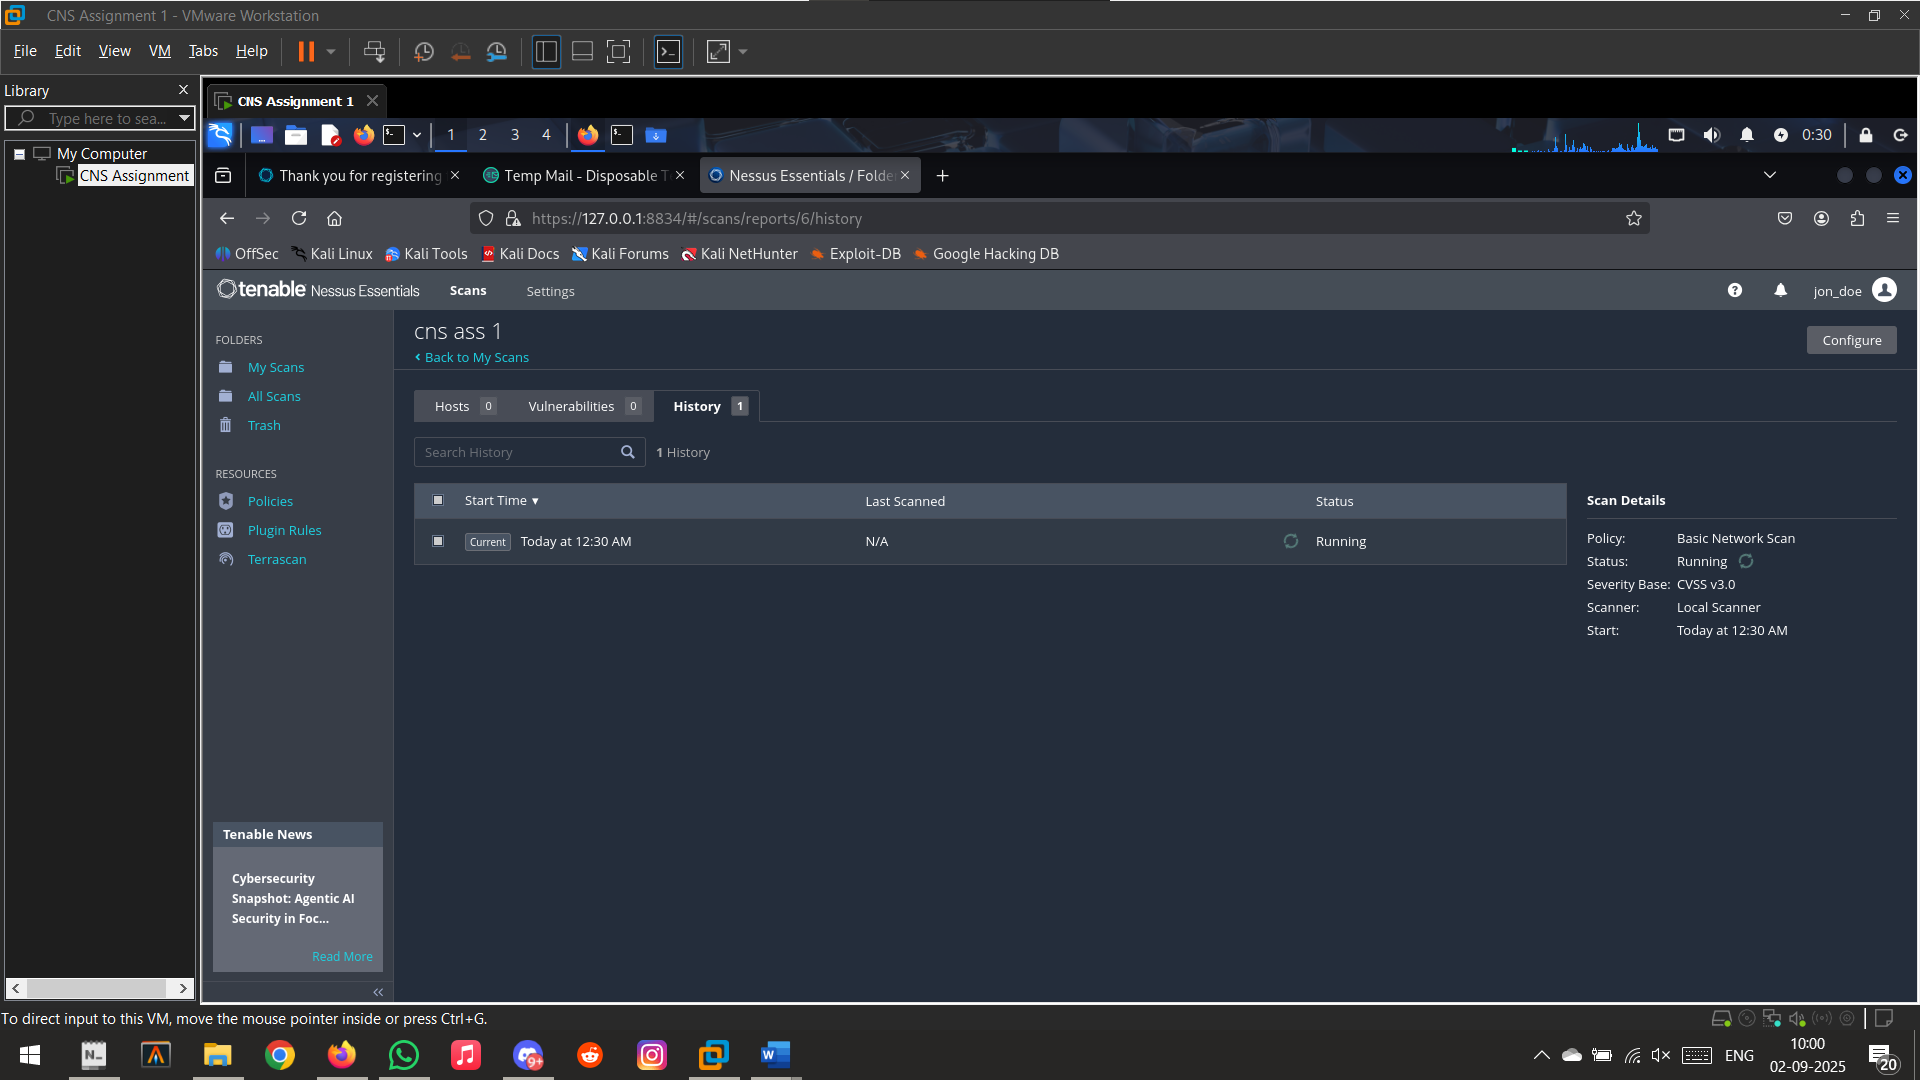 CNS Assignment 1 - VMware Workstation
File Edit View VM Tabs Help
Library
Type here to sea...
My Computer
CNS Assignment
CNS Assignment 1
1 2 3 4
0:30
Thank you for registering
Temp Mail - Disposable T
Nessus Essentials / Folde
https://127.0.0.1:8834/#/scans/reports/6/history
OffSec Kali Linux Kali Tools Kali Docs Kali Forums Kali NetHunter Exploit-DB Google Hacking DB
tenable Nessus Essentials Scans Settings jon_doe
FOLDERS
My Scans
All Scans
Trash
RESOURCES
Policies
Plugin Rules
Terrascan
Tenable News
Cybersecurity
Snapshot: Agentic AI
Security in Foc...
Read More
cns ass 1
Back to My Scans
Configure
Hosts 0 Vulnerabilities 0 History 1
Search History 1 History
Start Time Last Scanned Status
Current Today at 12:30 AM N/A Running
Scan Details
Policy: Basic Network Scan
Status: Running
Severity Base: CVSS v3.0
Scanner: Local Scanner
Start: Today at 12:30 AM
To direct input to this VM, move the mouse pointer inside or press Ctrl+G.
N_
9+
W
ENG
10:00
02-09-2025
20